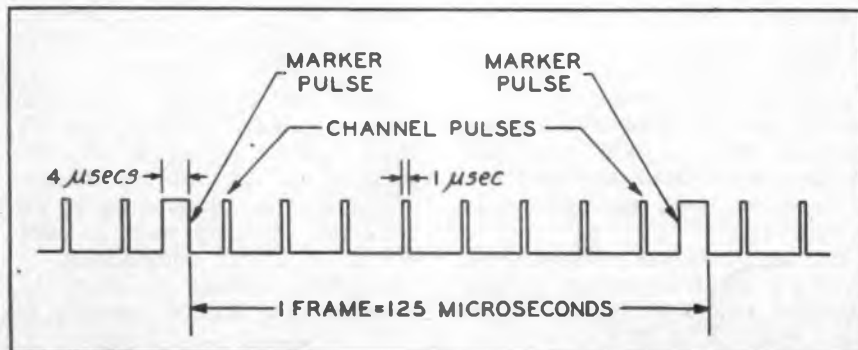 MARKER
PULSE
MARKER
PULSE
CHANNEL PULSES
4 μsecs
1 μsec
1 FRAME=125 MICROSECONDS